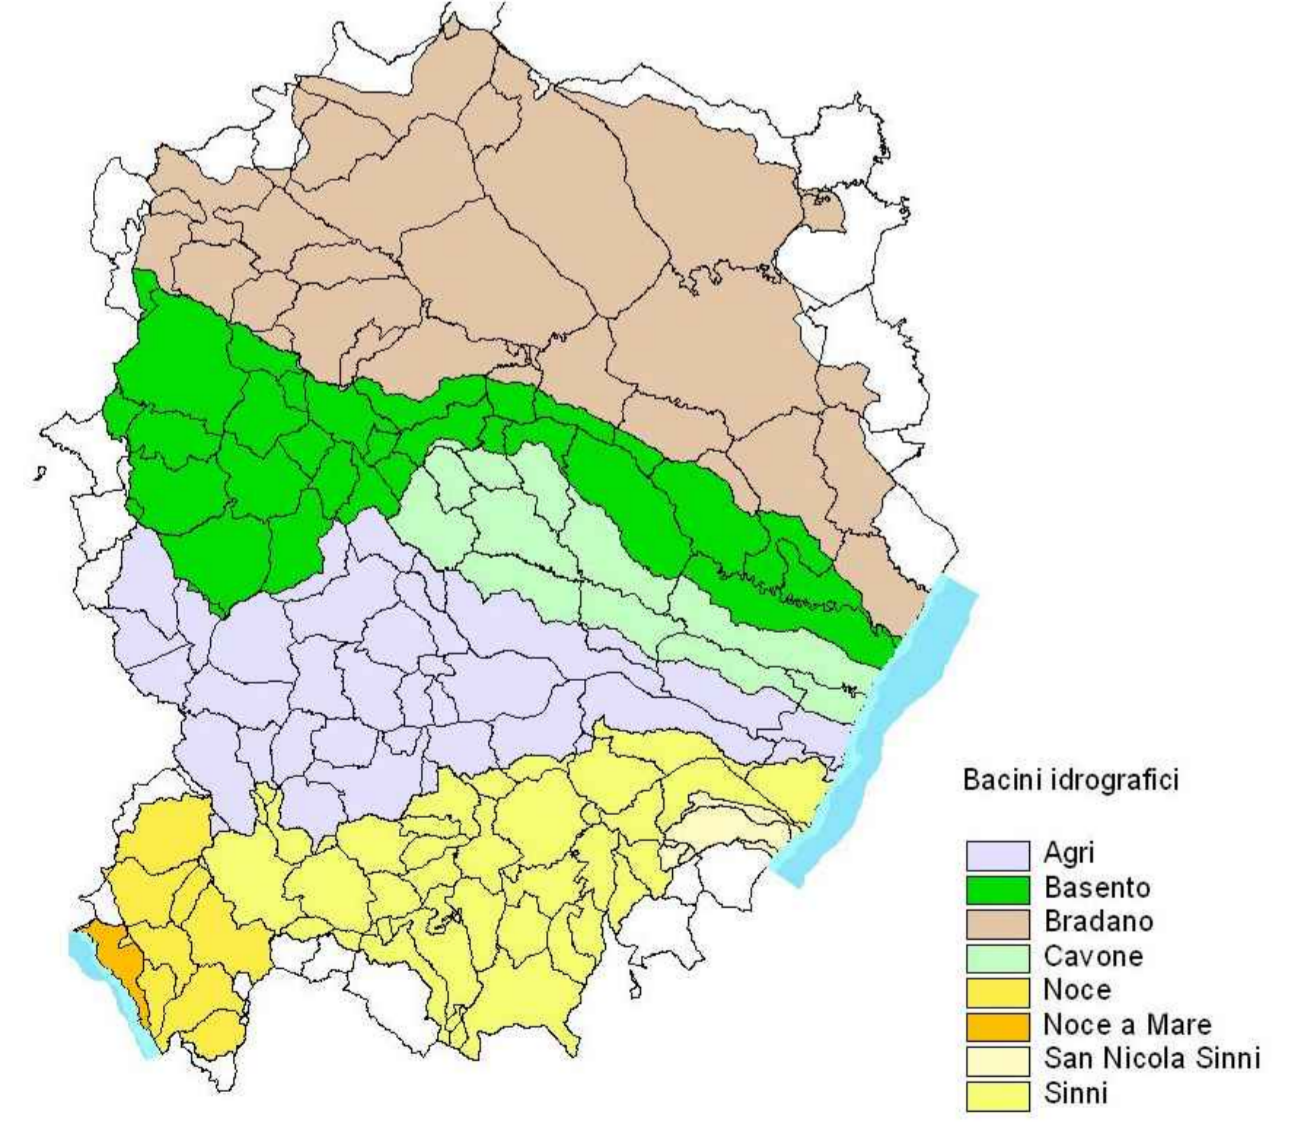 Bacini idrografici
Agri
Basento
Bradano
Cavone
Noce
Noce a Mare
San Nicola Sinni
Sinni